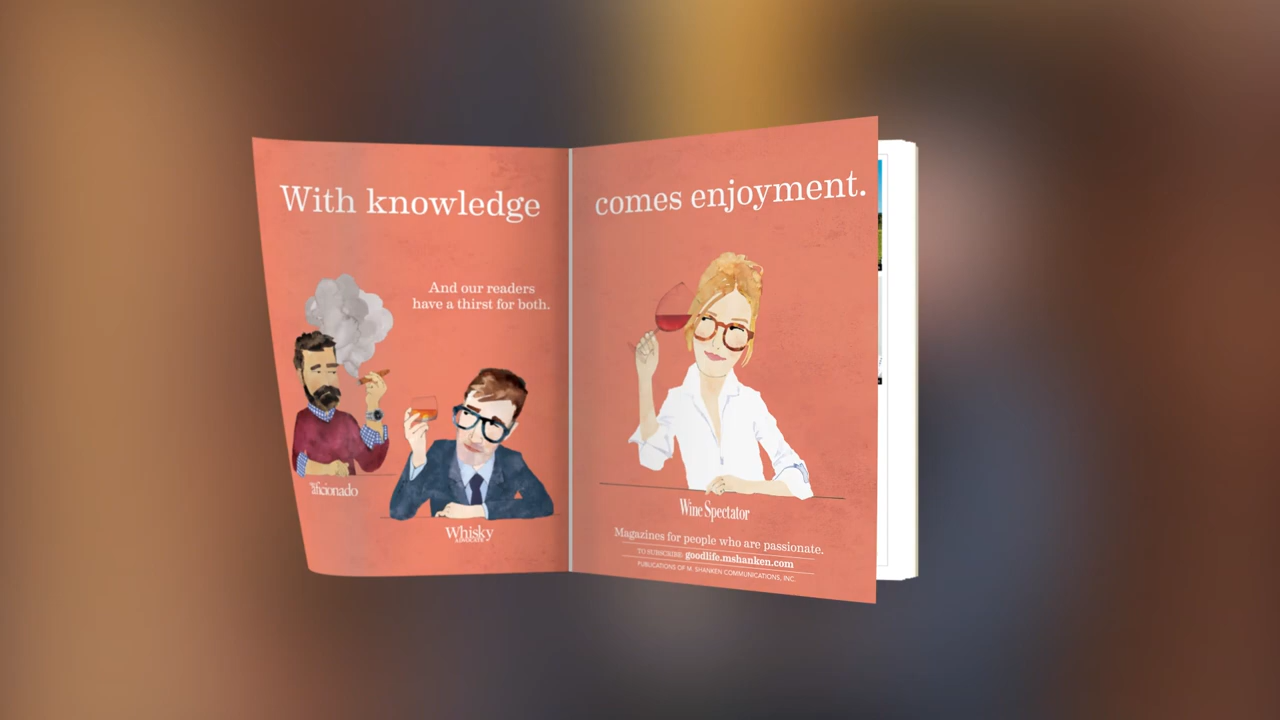 With knowledge
And our readers
have a thirst for both.
aficionado
Whisky
ADVOCATE
comes enjoyment.
Wine Spectator
Magazines for people who are passionate.
TO SUBSCRIBE: goodlife.mshanken.com
PUBLICATIONS OF M. SHANKEN COMMUNICATIONS, INC.